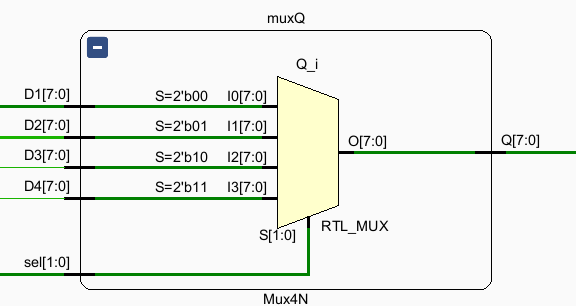 muxQ
Q_i
D1[7:0] S=2'b00 I0[7:0]
D2[7:0] S=2'b01 I1[7:0]
D3[7:0] S=2'b10 I2[7:0]
D4[7:0] S=2'b11 I3[7:0]
O[7:0] Q[7:0]
S[1:0] RTL_MUX
sel[1:0]
Mux4N